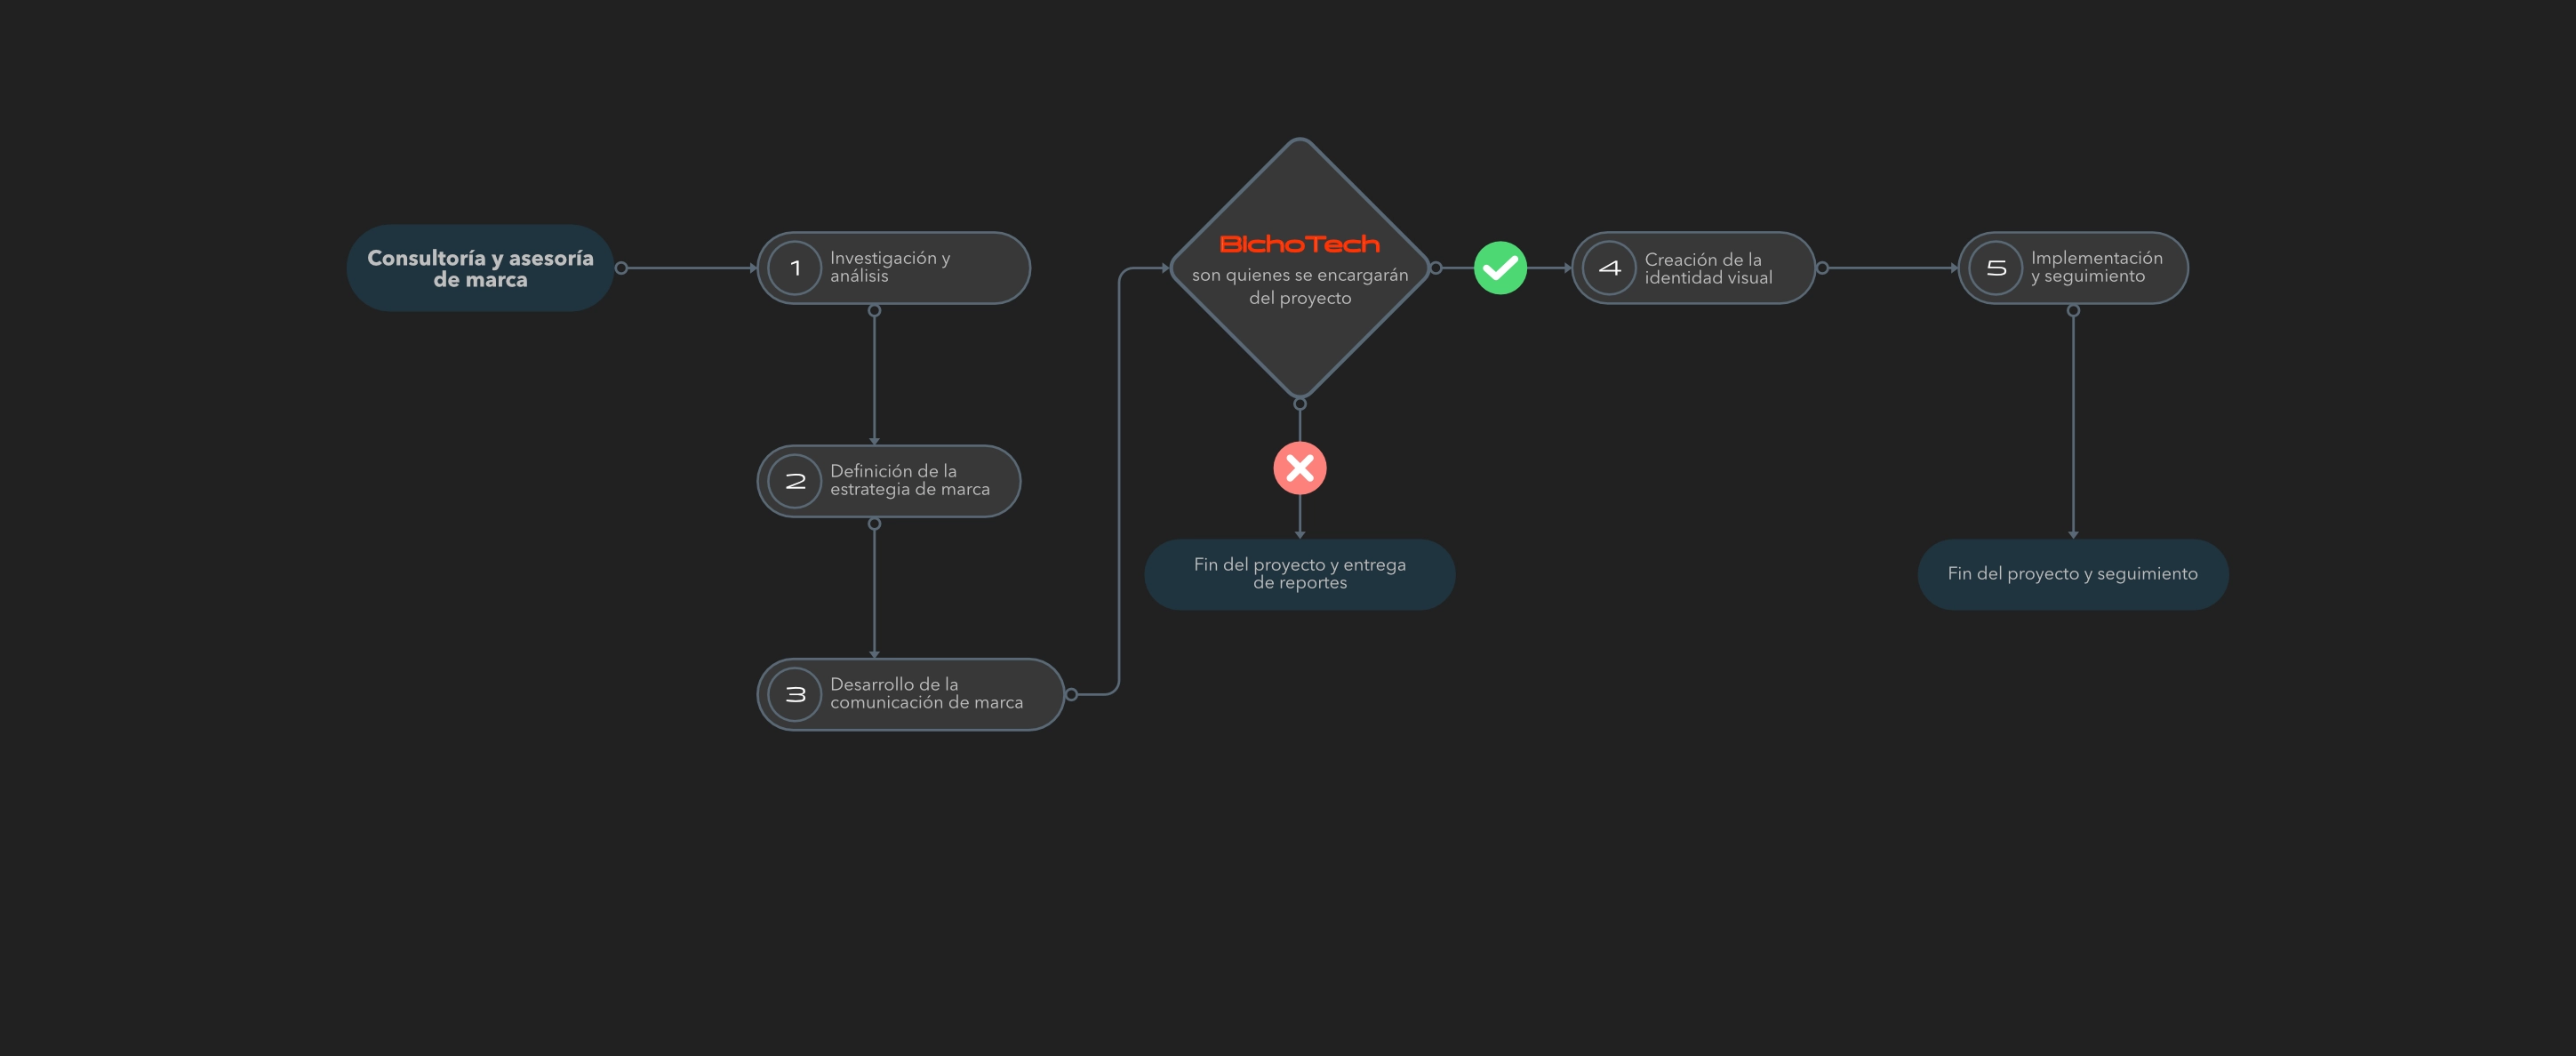 Consultoría y asesoría
de marca
1
Investigación y
análisis
2
Definición de la
estrategia de marca
3
Desarrollo de la
comunicación de marca
BIchoTech
son quienes se encargarán
del proyecto
Fin del proyecto y entrega
de reportes
4
Creación de la
identidad visual
5
Implementación
y seguimiento
Fin del proyecto y seguimiento